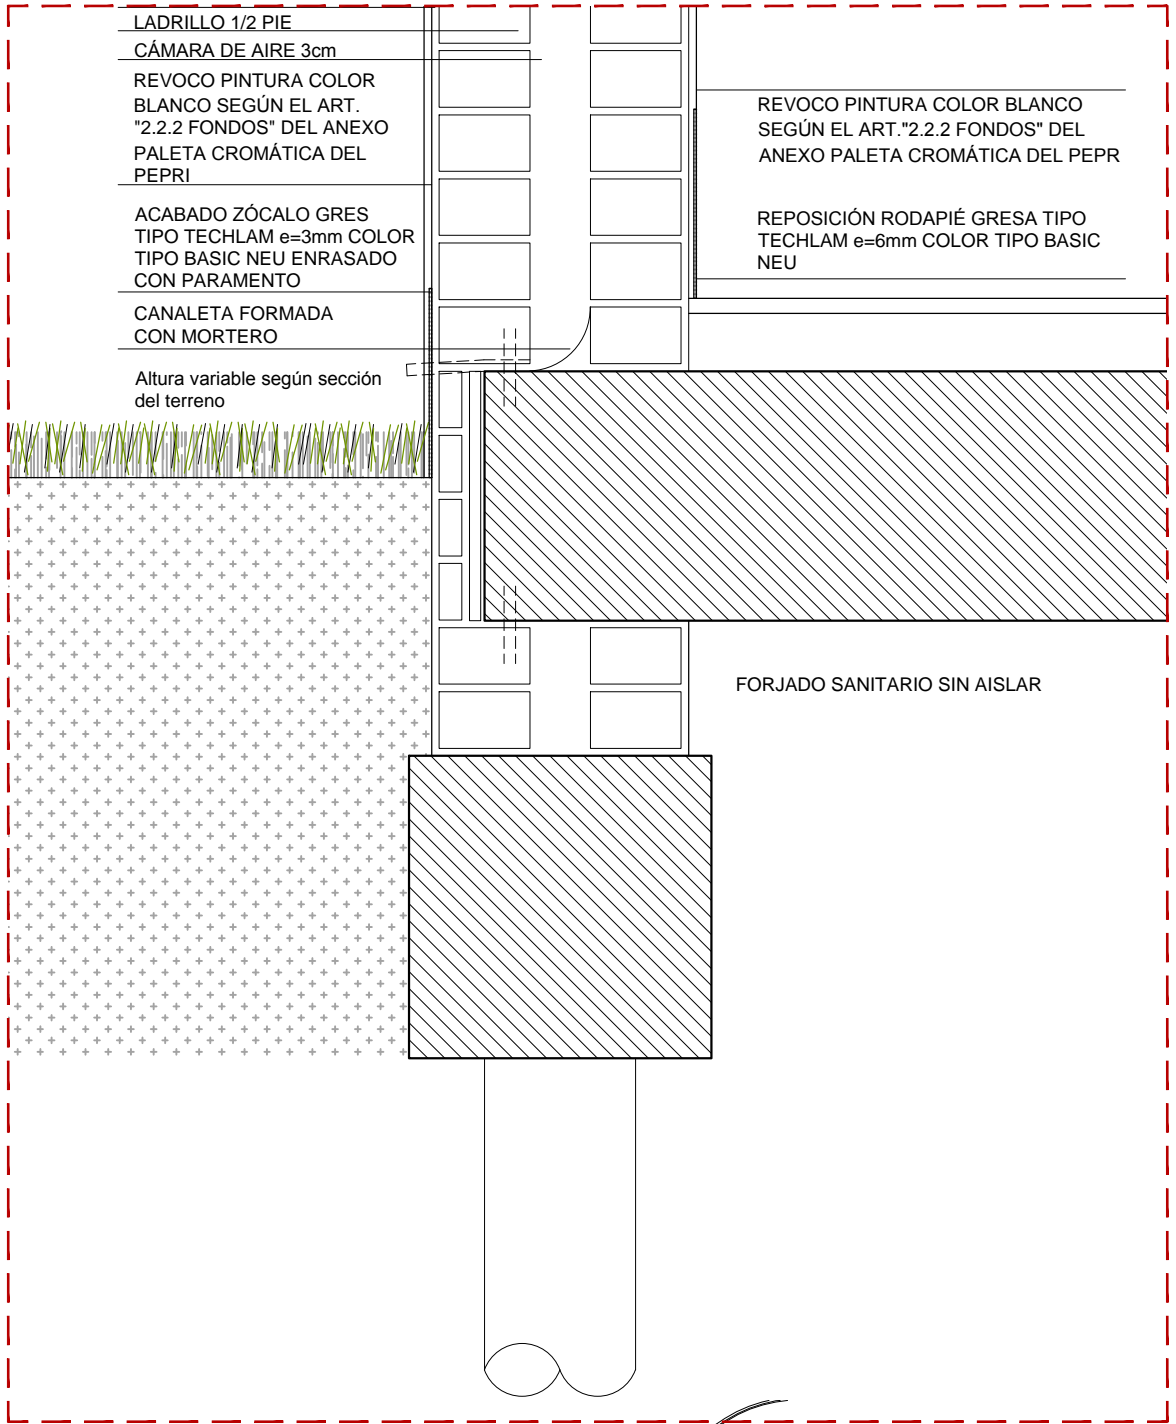 LADRILLO 1/2 PIE
CÁMARA DE AIRE 3cm
REVOCO PINTURA COLOR
BLANCO SEGÚN EL ART.
"2.2.2 FONDOS" DEL ANEXO
PALETA CROMÁTICA DEL
PEPRI
ACABADO ZÓCALO GRES
TIPO TECHLAM e=3mm COLOR
TIPO BASIC NEU ENRASADO
CON PARAMENTO
CANALETA FORMADA
CON MORTERO
Altura variable según sección
del terreno
REVOCO PINTURA COLOR BLANCO
SEGÚN EL ART."2.2.2 FONDOS" DEL
ANEXO PALETA CROMÁTICA DEL PEPR
REPOSICIÓN RODAPIÉ GRESA TIPO
TECHLAM e=6mm COLOR TIPO BASIC
NEU
FORJADO SANITARIO SIN AISLAR